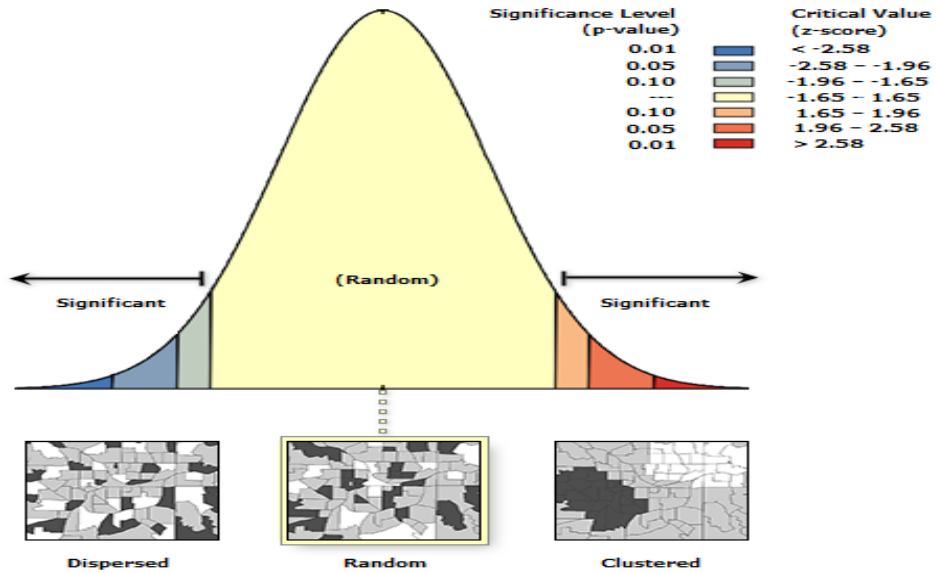 Significance Level Critical Value
(p-value) (z-score)
0.01 < -2.58
0.05 -2.58 – -1.96
0.10 -1.96 – -1.65
--- -1.65 - 1.65
0.10 1.65 – 1.96
0.05 1.96 – 2.58
0.01 > 2.58
(Random)
Significant Significant
Dispersed Random Clustered